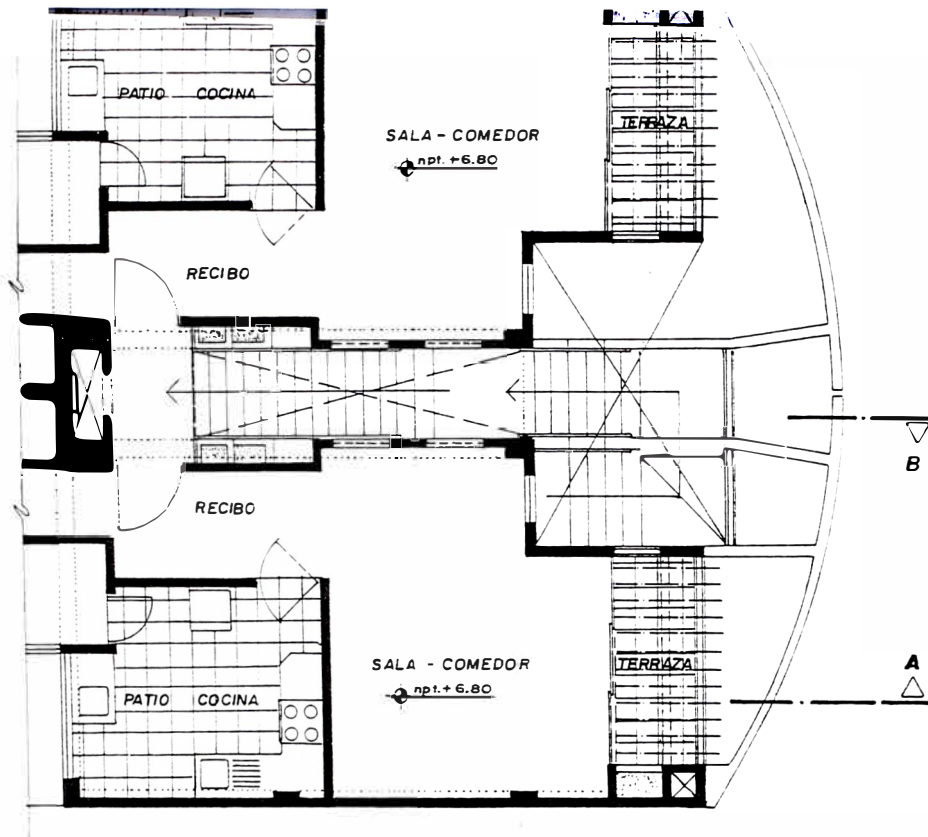 PATIO COCINA
SALA - COMEDOR
npt. +6.80
TERRAZA
RECIBO
B
RECIBO
SALA - COMEDOR
npt. +6.80
TERRAZA
A
PATIO COCINA